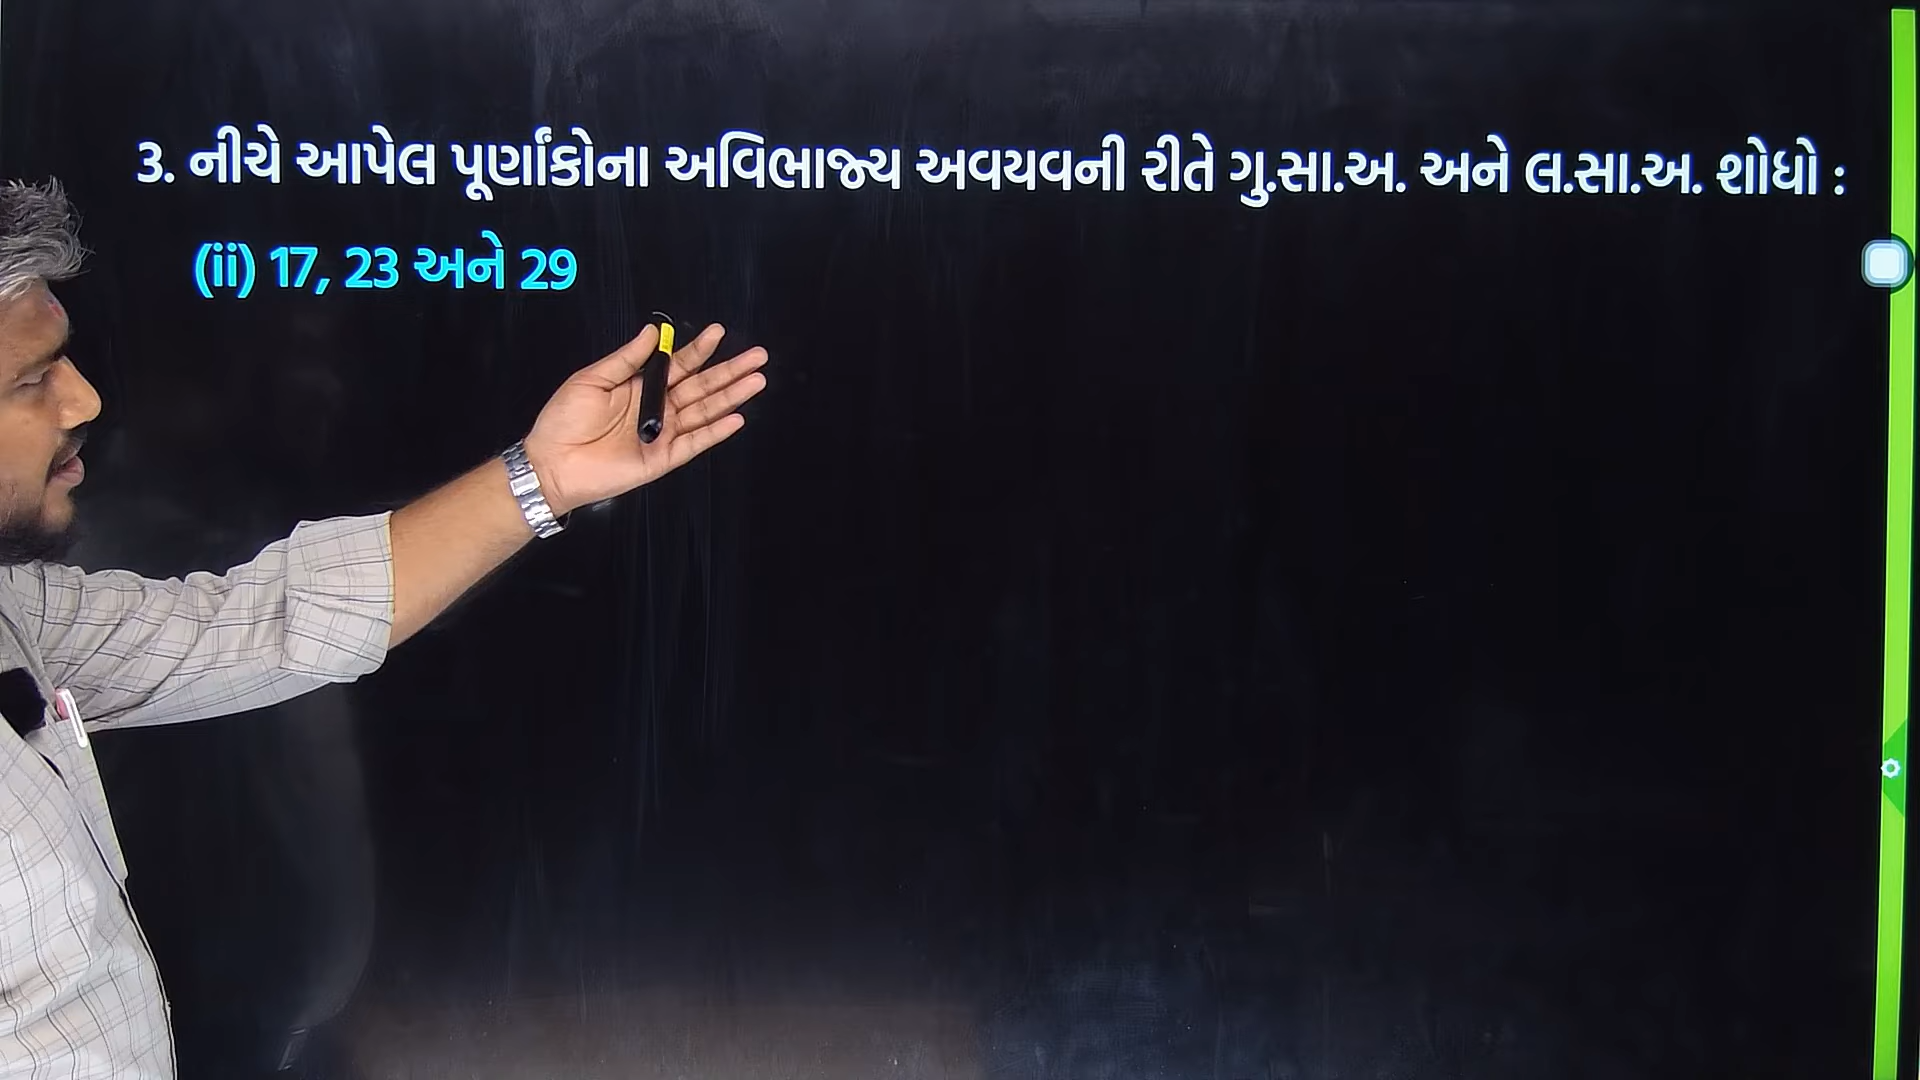 3. નીચે આપેલ પૂર્ણાંકોના અવિભાજ્ય અવયવની રીતે ગુ.સા.અ. અને લ.સા.અ. શોધો :
(ii) 17, 23 અને 29